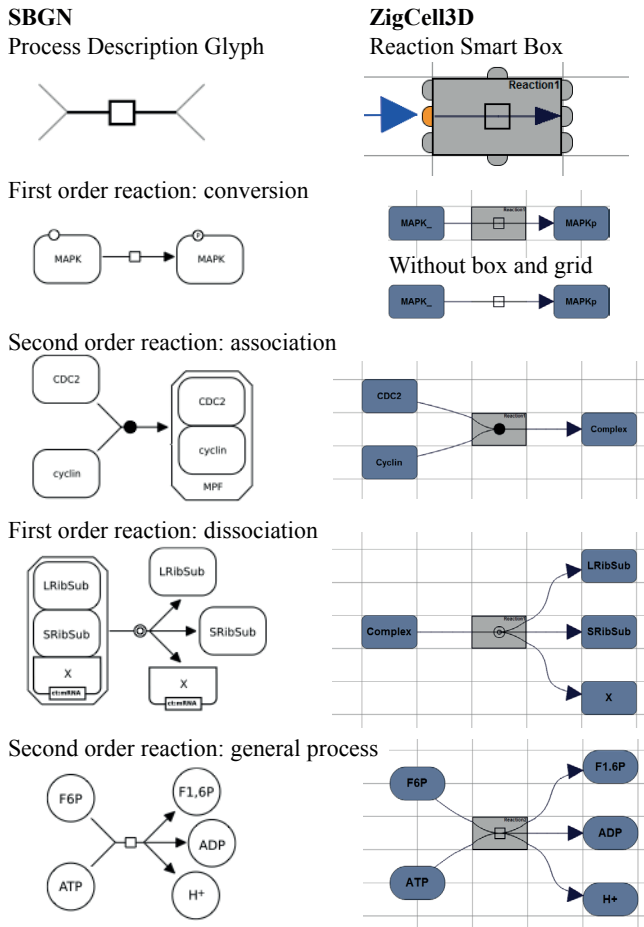 SBGN
ZigCell3D
Process Description Glyph
Reaction Smart Box
Reaction1
First order reaction: conversion
MAPK
P
MAPK
Reaction1
MAPK_
MAPKp
Without box and grid
MAPK_
MAPKp
Second order reaction: association
CDC2
cyclin
CDC2
cyclin
MPF
CDC2
Cyclin
Reaction1
Complex
First order reaction: dissociation
LRibSub
SRibSub
X
ct:mRNA
LRibSub
SRibSub
X
ct:mRNA
Complex
Reaction1
LRibSub
SRibSub
X
Second order reaction: general process
F6P
ATP
F1,6P
ADP
H+
F6P
ATP
Reaction2
F1.6P
ADP
H+